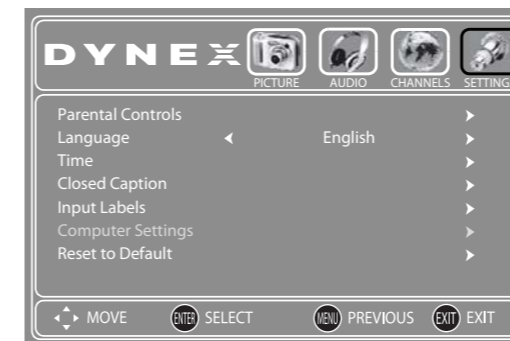 DYNEX
PICTURE AUDIO CHANNELS SETTING
Parental Controls
Language English
Time
Closed Caption
Input Labels
Computer Settings
Reset to Default
MOVE ENTER SELECT MENU PREVIOUS EXIT EXIT